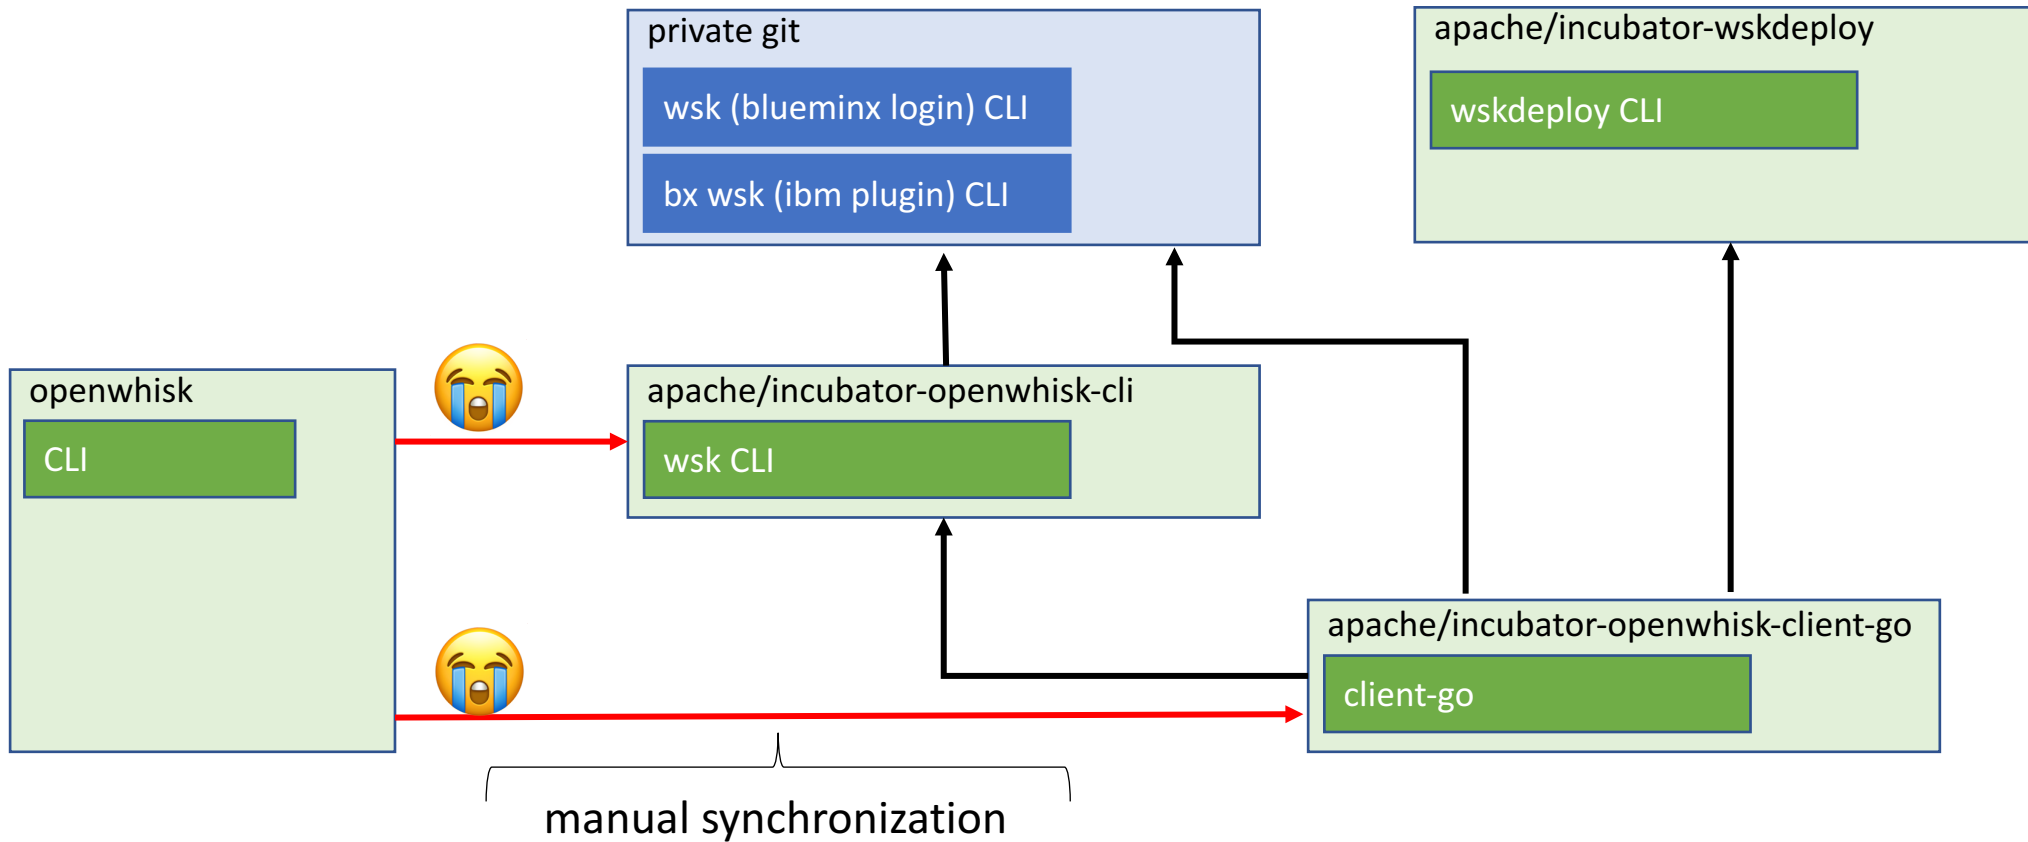 private git
wsk (blueminx login) CLI
bx wsk (ibm plugin) CLI
apache/incubator-wskdeploy
wskdeploy CLI
openwhisk
CLI
apache/incubator-openwhisk-cli
wsk CLI
apache/incubator-openwhisk-client-go
client-go
manual synchronization